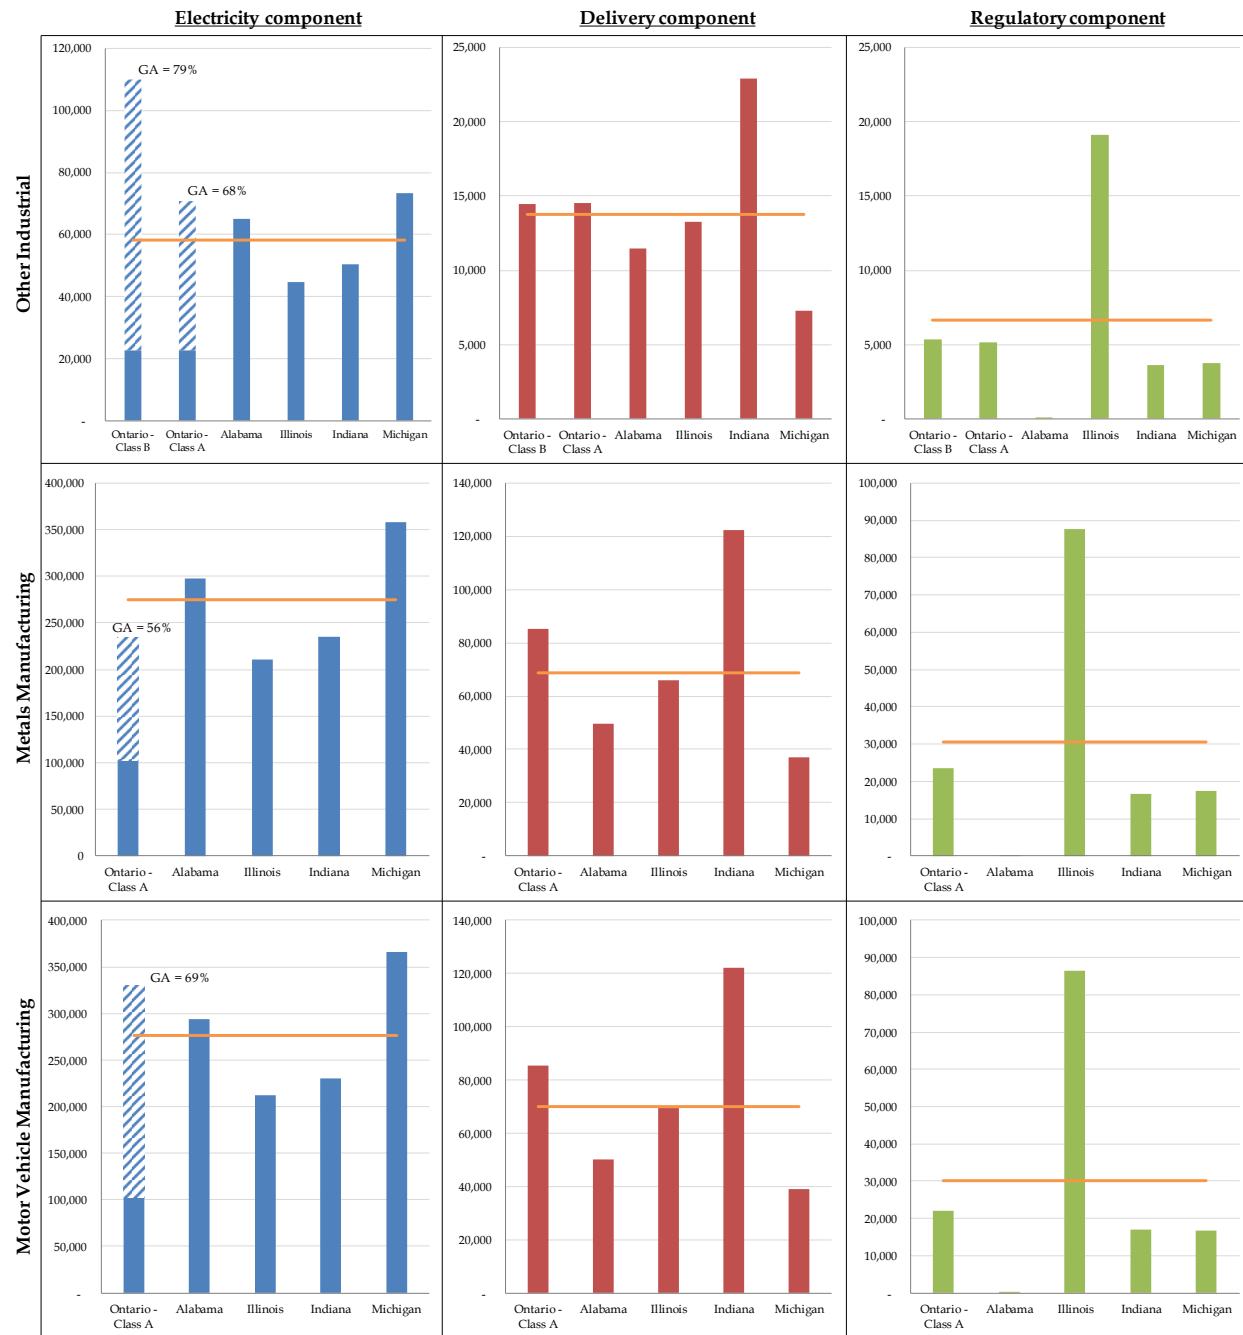 Electricity component
Delivery component
Regulatory component
Other Industrial
120,000
100,000
80,000
60,000
40,000
20,000
-
GA = 79%
GA = 68%
Ontario -
Class B
Ontario -
Class A
Alabama
Illinois
Indiana
Michigan
25,000
20,000
15,000
10,000
5,000
-
Ontario -
Class B
Ontario -
Class A
Alabama
Illinois
Indiana
Michigan
25,000
20,000
15,000
10,000
5,000
-
Ontario -
Class B
Ontario -
Class A
Alabama
Illinois
Indiana
Michigan
Metals Manufacturing
400,000
350,000
300,000
250,000
200,000
150,000
100,000
50,000
0
GA = 56%
Ontario -
Class A
Alabama
Illinois
Indiana
Michigan
140,000
120,000
100,000
80,000
60,000
40,000
20,000
-
Ontario -
Class A
Alabama
Illinois
Indiana
Michigan
100,000
90,000
80,000
70,000
60,000
50,000
40,000
30,000
20,000
10,000
-
Ontario -
Class A
Alabama
Illinois
Indiana
Michigan
Motor Vehicle Manufacturing
400,000
350,000
300,000
250,000
200,000
150,000
100,000
50,000
-
GA = 69%
Ontario -
Class A
Alabama
Illinois
Indiana
Michigan
140,000
120,000
100,000
80,000
60,000
40,000
20,000
-
Ontario -
Class A
Alabama
Illinois
Indiana
Michigan
100,000
90,000
80,000
70,000
60,000
50,000
40,000
30,000
20,000
10,000
-
Ontario -
Class A
Alabama
Illinois
Indiana
Michigan